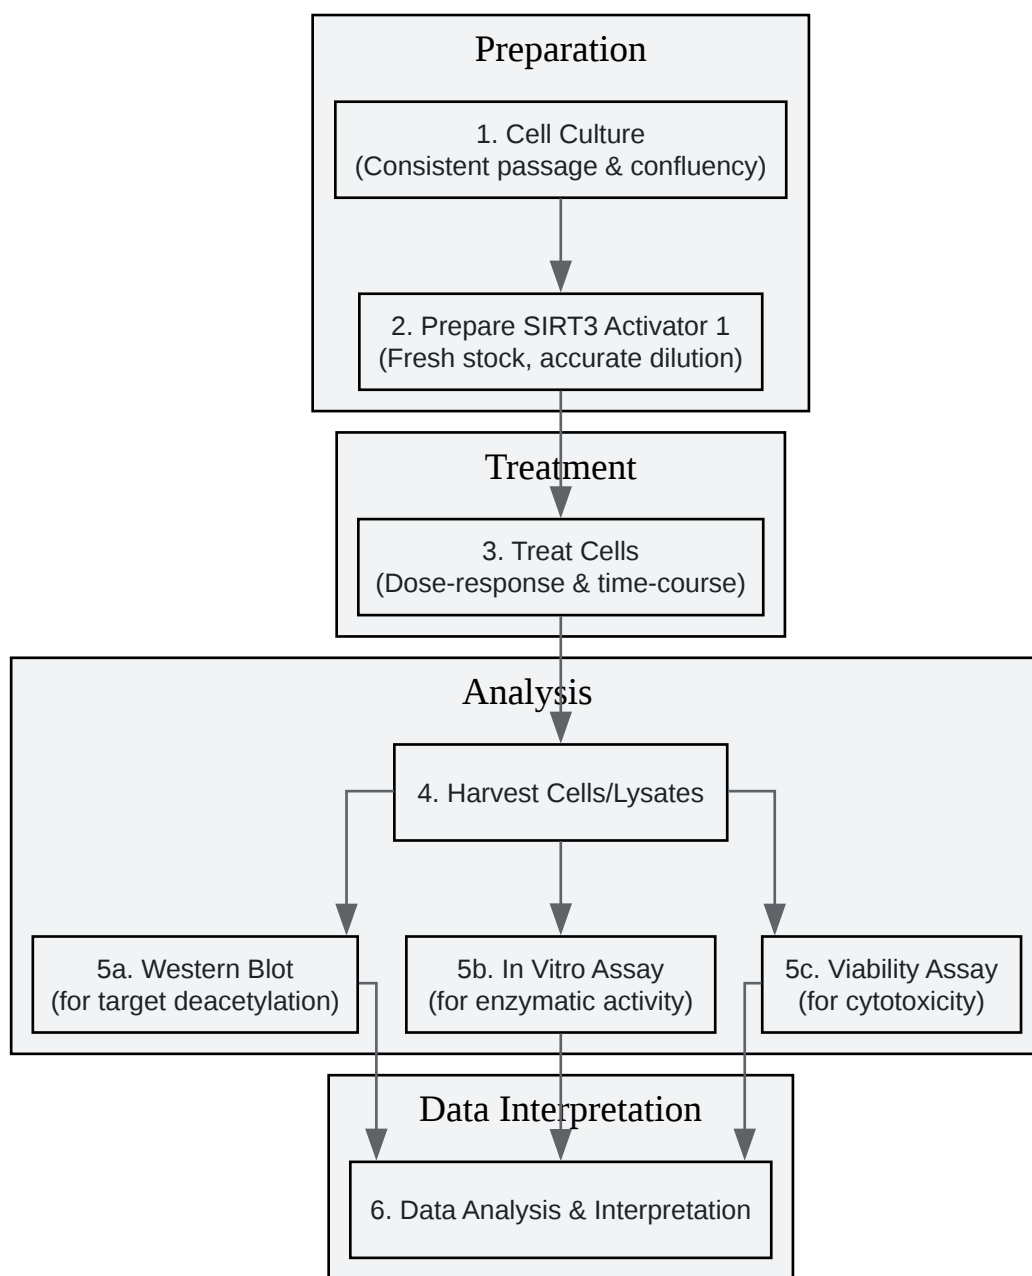 Preparation
1. Cell Culture
(Consistent passage & confluency)
2. Prepare SIRT3 Activator 1
(Fresh stock, accurate dilution)
Treatment
3. Treat Cells
(Dose-response & time-course)
Analysis
4. Harvest Cells/Lysates
5a. Western Blot
(for target deacetylation)
5b. In Vitro Assay
(for enzymatic activity)
5c. Viability Assay
(for cytotoxicity)
Data Interpretation
6. Data Analysis & Interpretation